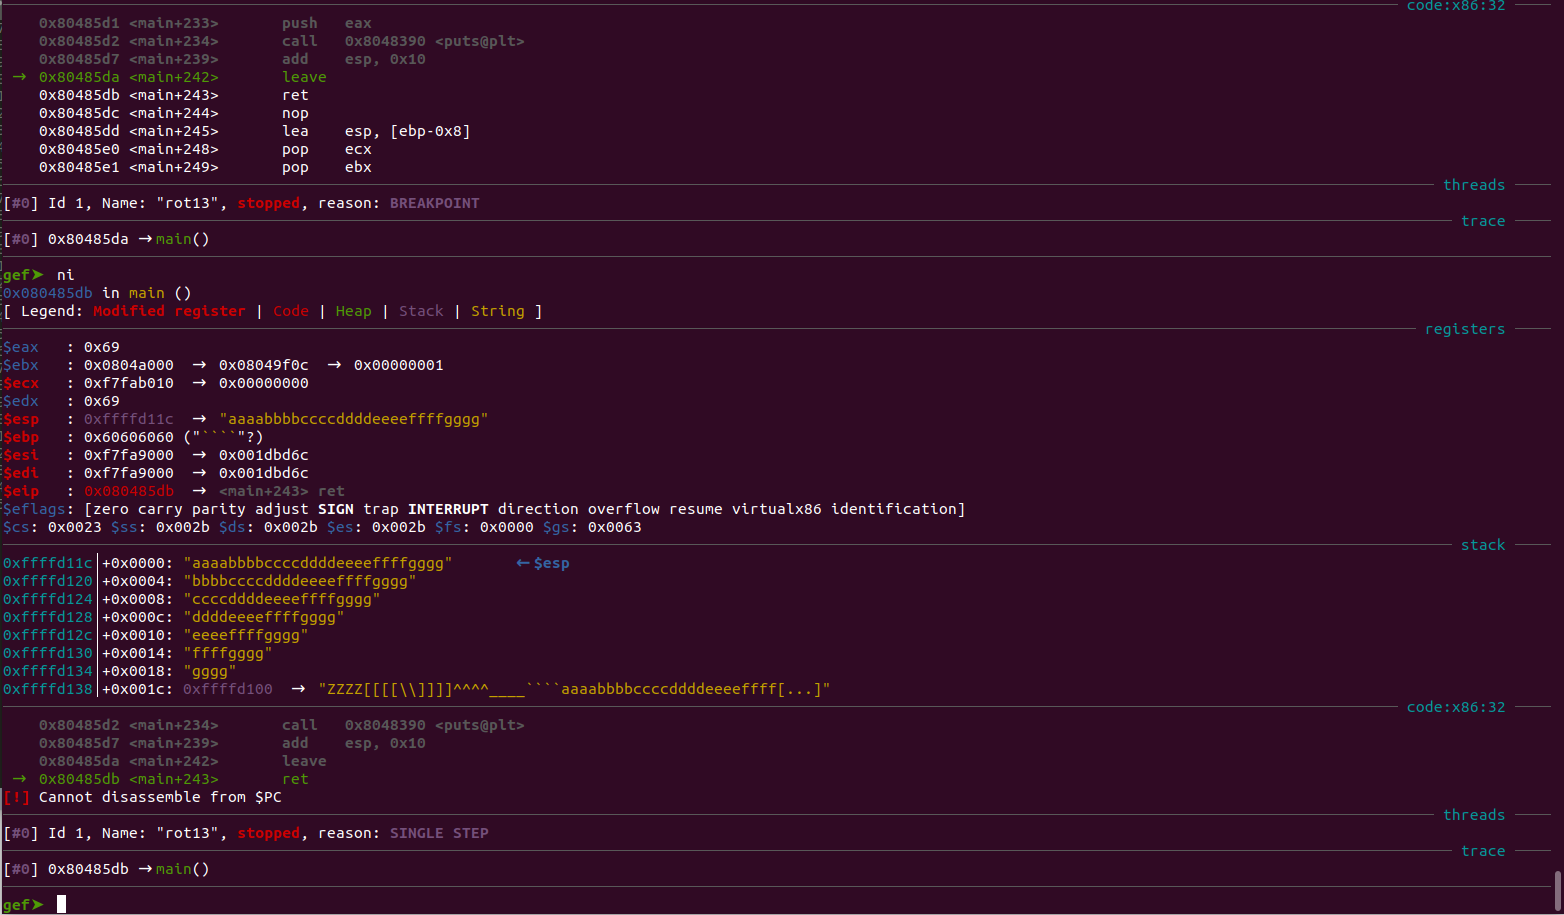 code:x86:32
0x80485d1 <main+233> push eax
0x80485d2 <main+234> call 0x8048390 <puts@plt>
0x80485d7 <main+239> add esp, 0x10
→ 0x80485da <main+242> leave
0x80485db <main+243> ret
0x80485dc <main+244> nop
0x80485dd <main+245> lea esp, [ebp-0x8]
0x80485e0 <main+248> pop ecx
0x80485e1 <main+249> pop ebx
threads
[#0] Id 1, Name: "rot13", stopped, reason: BREAKPOINT
trace
[#0] 0x80485da → main()
gef➤ ni
0x080485db in main ()
[ Legend: Modified register | Code | Heap | Stack | String ]
registers
$eax : 0x69
$ebx : 0x0804a000 → 0x08049f0c → 0x00000001
$ecx : 0xf7fab010 → 0x00000000
$edx : 0x69
$esp : 0xffffd11c → "aaaabbbbccccddddeeeeffffgggg"
$ebp : 0x60606060 ("````"?)
$esi : 0xf7fa9000 → 0x001dbd6c
$edi : 0xf7fa9000 → 0x001dbd6c
$eip : 0x080485db → <main+243> ret
$eflags: [zero carry parity adjust SIGN trap INTERRUPT direction overflow resume virtualx86 identification]
$cs: 0x0023 $ss: 0x002b $ds: 0x002b $es: 0x002b $fs: 0x0000 $gs: 0x0063
stack
0xffffd11c│+0x0000: "aaaabbbbccccddddeeeeffffgggg" ← $esp
0xffffd120│+0x0004: "bbbbccccddddeeeeffffgggg"
0xffffd124│+0x0008: "ccccddddeeeeffffgggg"
0xffffd128│+0x000c: "ddddeeeeffffgggg"
0xffffd12c│+0x0010: "eeeeffffgggg"
0xffffd130│+0x0014: "ffffgggg"
0xffffd134│+0x0018: "gggg"
0xffffd138│+0x001c: 0xffffd100 → "ZZZZ[[[[\\]]]]^^^^____````aaaabbbbccccddddeeeeffff[...]"
code:x86:32
0x80485d2 <main+234> call 0x8048390 <puts@plt>
0x80485d7 <main+239> add esp, 0x10
0x80485da <main+242> leave
→ 0x80485db <main+243> ret
[!] Cannot disassemble from $PC
threads
[#0] Id 1, Name: "rot13", stopped, reason: SINGLE STEP
trace
[#0] 0x80485db → main()
gef➤